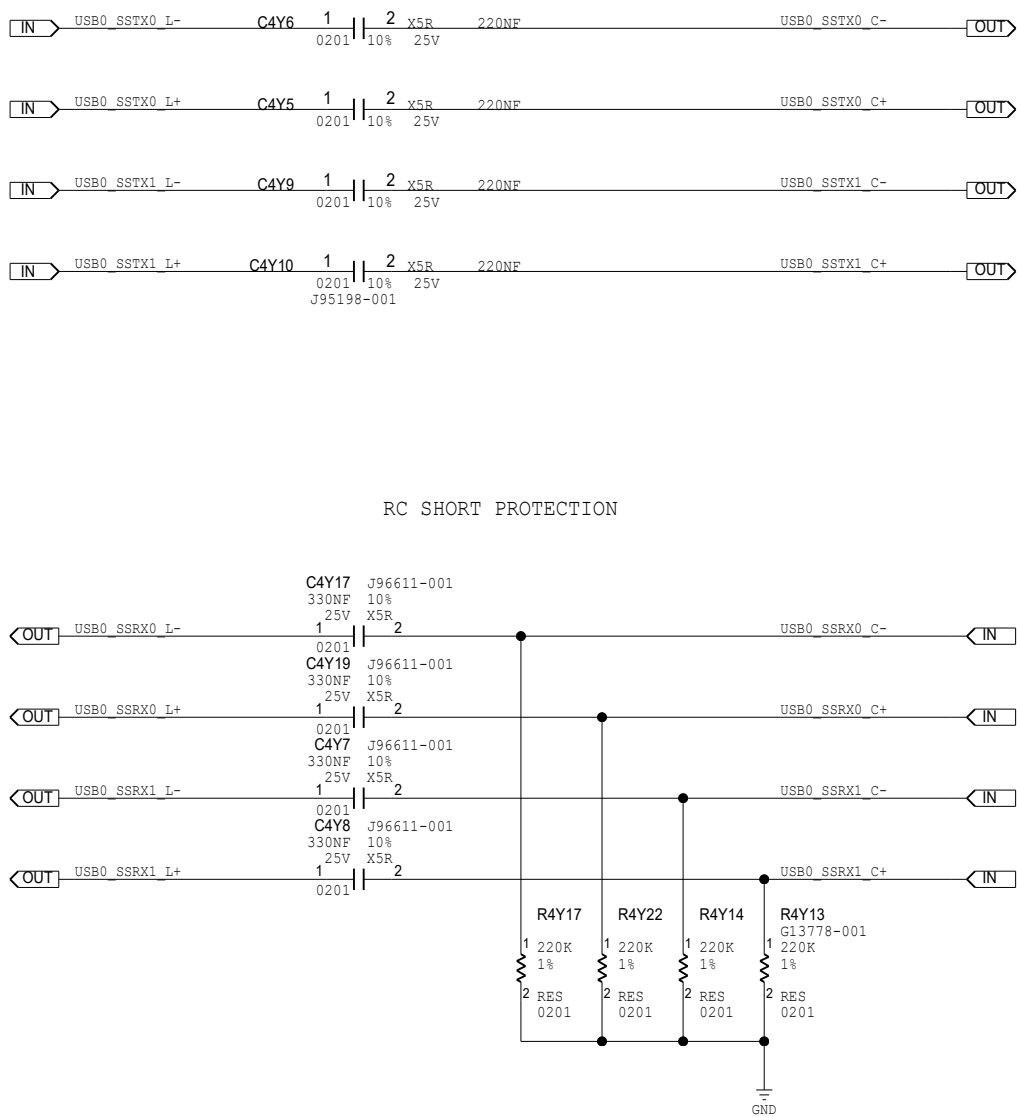 IN USB0_SSTX0_L- C4Y6 1 2 X5R 220NF USB0_SSTX0_C- OUT
0201 10% 25V
IN USB0_SSTX0_L+ C4Y5 1 2 X5R 220NF USB0_SSTX0_C+ OUT
0201 10% 25V
IN USB0_SSTX1_L- C4Y9 1 2 X5R 220NF USB0_SSTX1_C- OUT
0201 10% 25V
IN USB0_SSTX1_L+ C4Y10 1 2 X5R 220NF USB0_SSTX1_C+ OUT
0201 10% 25V
J95198-001
RC SHORT PROTECTION
C4Y17 J96611-001
330NF 10%
25V X5R
OUT USB0_SSRX0_L- 1 2 USB0_SSRX0_C- IN
0201
C4Y19 J96611-001
330NF 10%
25V X5R
OUT USB0_SSRX0_L+ 1 2 USB0_SSRX0_C+ IN
0201
C4Y7 J96611-001
330NF 10%
25V X5R
OUT USB0_SSRX1_L- 1 2 USB0_SSRX1_C- IN
0201
C4Y8 J96611-001
330NF 10%
25V X5R
OUT USB0_SSRX1_L+ 1 2 USB0_SSRX1_C+ IN
0201
R4Y17 R4Y22 R4Y14 R4Y13
G13778-001
1 220K 1 220K 1 220K 1 220K
1% 1% 1% 1%
2 RES 2 RES 2 RES 2 RES
0201 0201 0201 0201
GND